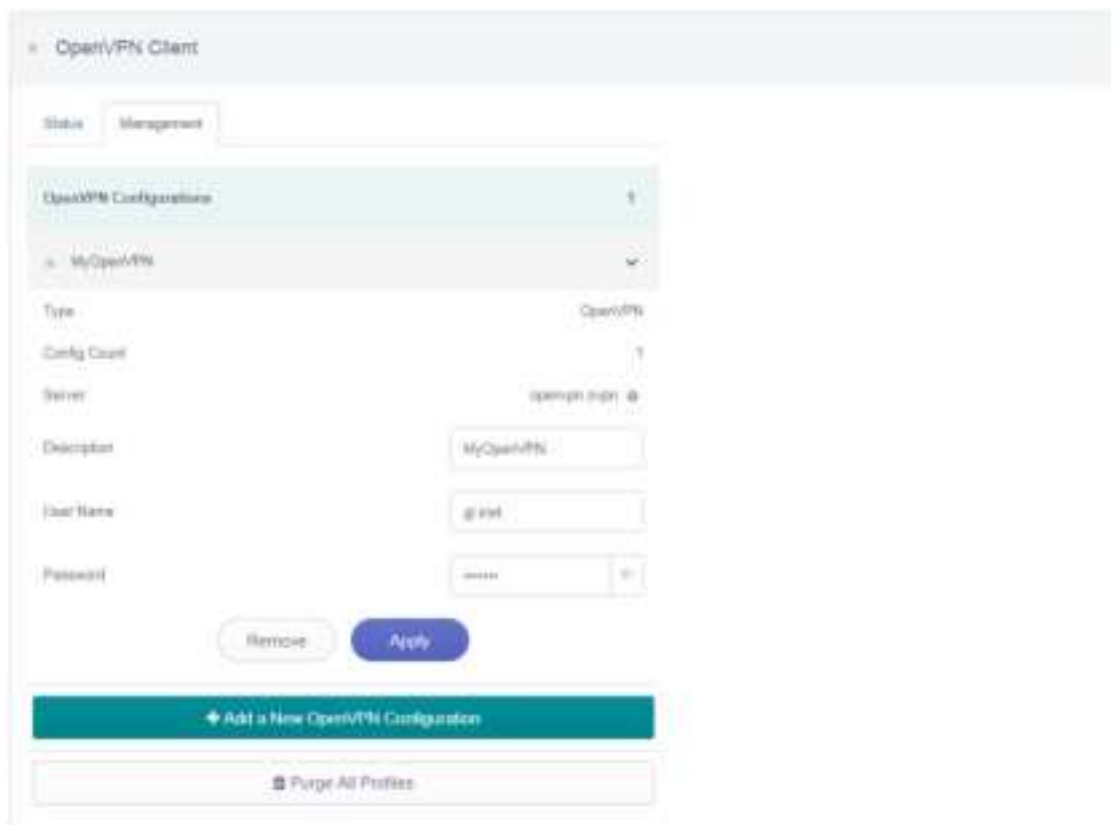 OpenVPN Client
Status Management
OpenVPN Configurations 1
MyOpenVPN
Type OpenVPN
Config Count 1
Server
Description MyOpenVPN
User Name
Password •••••••
Remove Apply
Add a New OpenVPN Configuration
Purge All Profiles